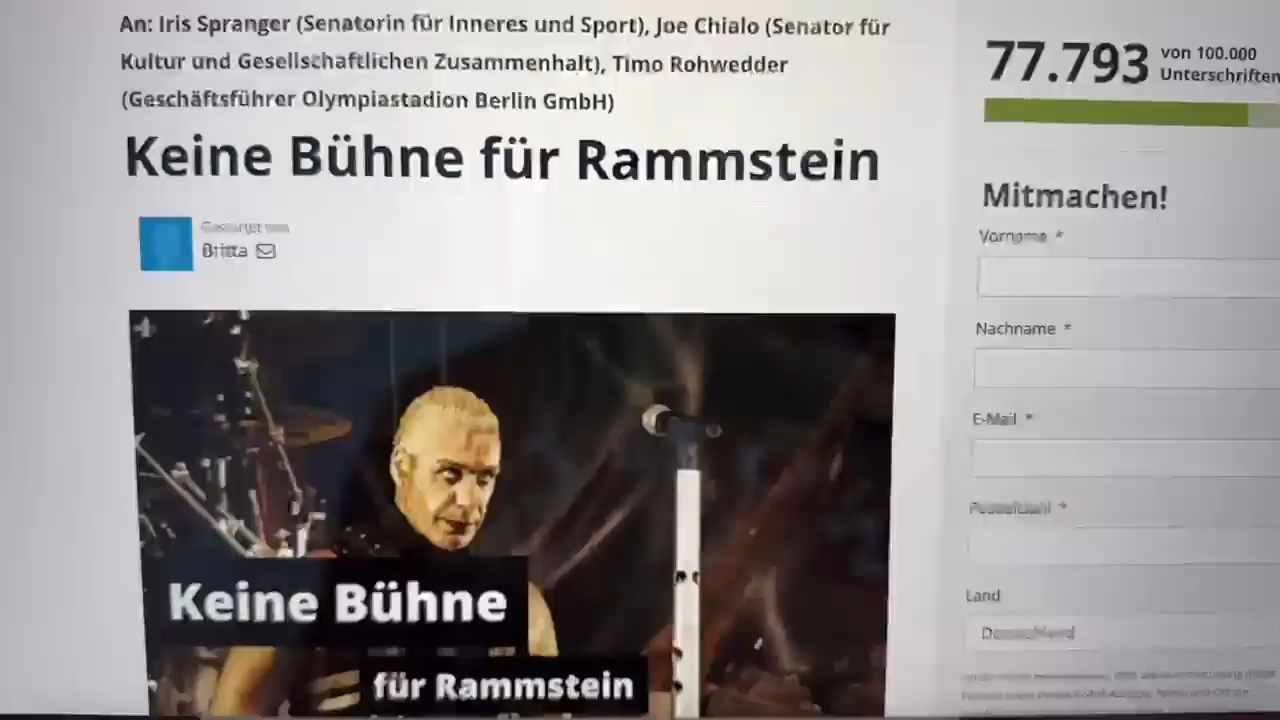 An: Iris Spranger (Senatorin für Inneres und Sport), Joe Chialo (Senator für
Kultur und Gesellschaftlichen Zusammenhalt), Timo Rohwedder
(Geschäftsführer Olympiastadion Berlin GmbH)
Keine Bühne für Rammstein
Britta
Keine Bühne
für Rammstein
77.793 von 100.000
Unterschriften
Mitmachen!
Vorname *
Nachname *
E-Mail *
Postleitzahl *
Land
Deutschland